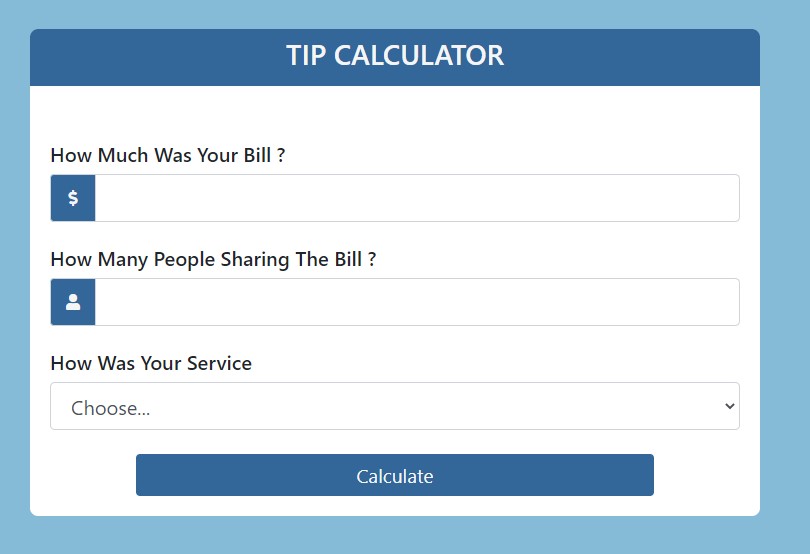 TIP CALCULATOR
How Much Was Your Bill ?
$
How Many People Sharing The Bill ?
How Was Your Service
Choose...
Calculate